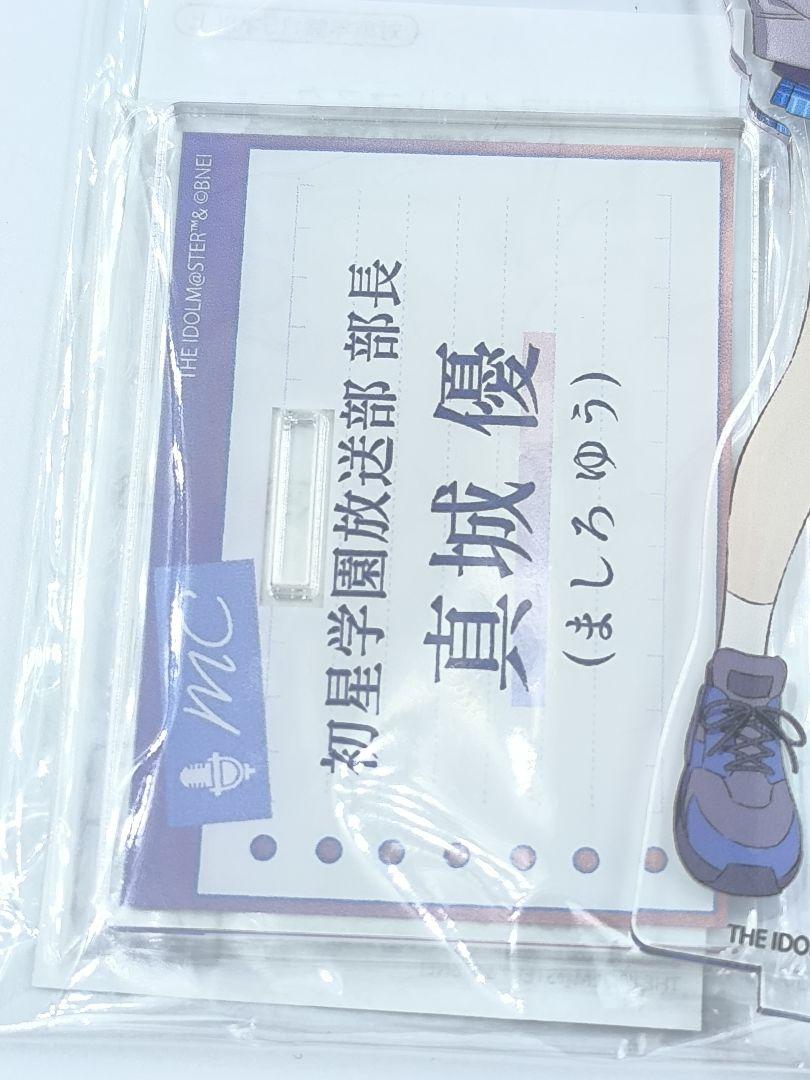 初星学園放送部 部長
真城 優
(ましろ ゆう)
MC
THE IDOLM@STER™& ©BNEI
THE IDO